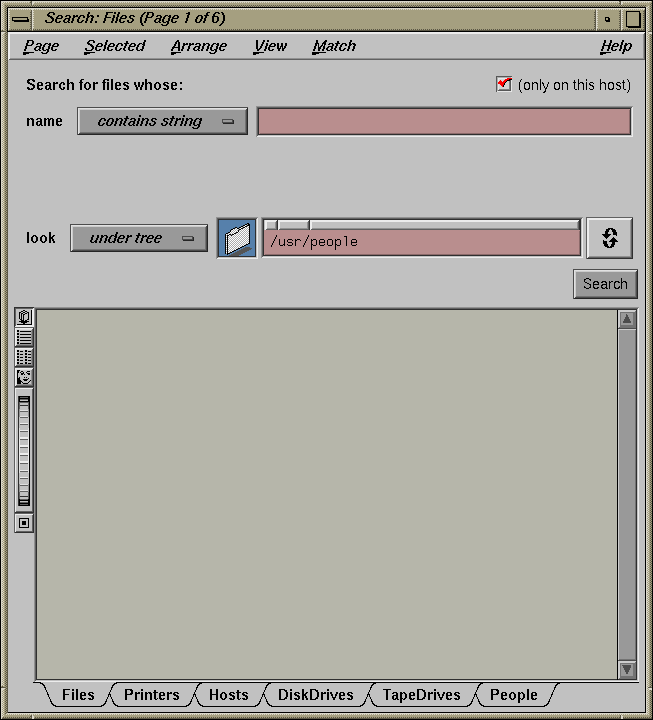 Search: Files (Page 1 of 6)
Page Selected Arrange View Match Help
Search for files whose: (only on this host)
name contains string
look under tree /usr/people
Search
Files Printers Hosts DiskDrives TapeDrives People